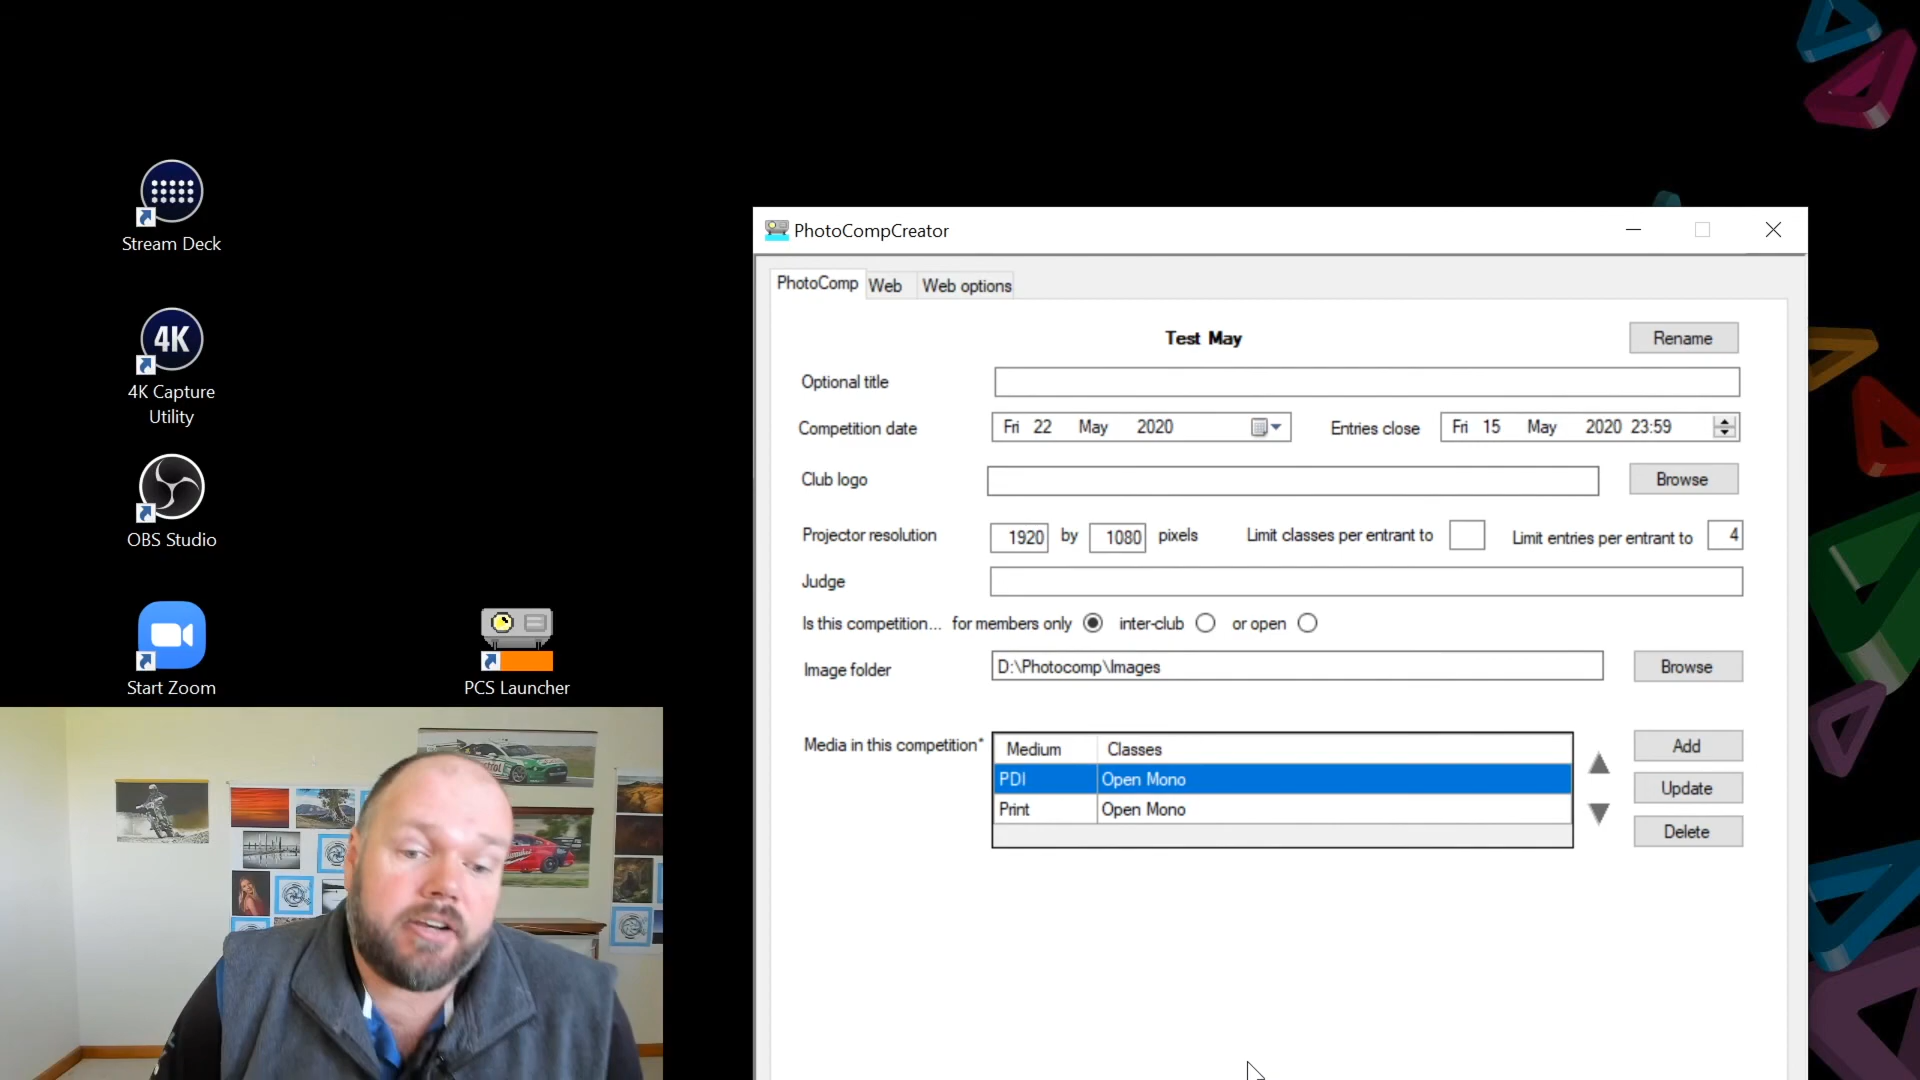 Stream Deck
4K
4K Capture
Utility
OBS Studio
Start Zoom
PCS Launcher
PhotoCompCreator
PhotoComp Web Web options
Test May Rename
Optional title
Competition date Fri 22 May 2020 Entries close Fri 15 May 2020 23:59
Club logo Browse
Projector resolution 1920 by 1080 pixels Limit classes per entrant to Limit entries per entrant to 4
Judge
Is this competition... for members only inter-club or open
Image folder D:\Photocomp\Images Browse
Media in this competition* Medium Classes Add
PDI Open Mono Update
Print Open Mono Delete